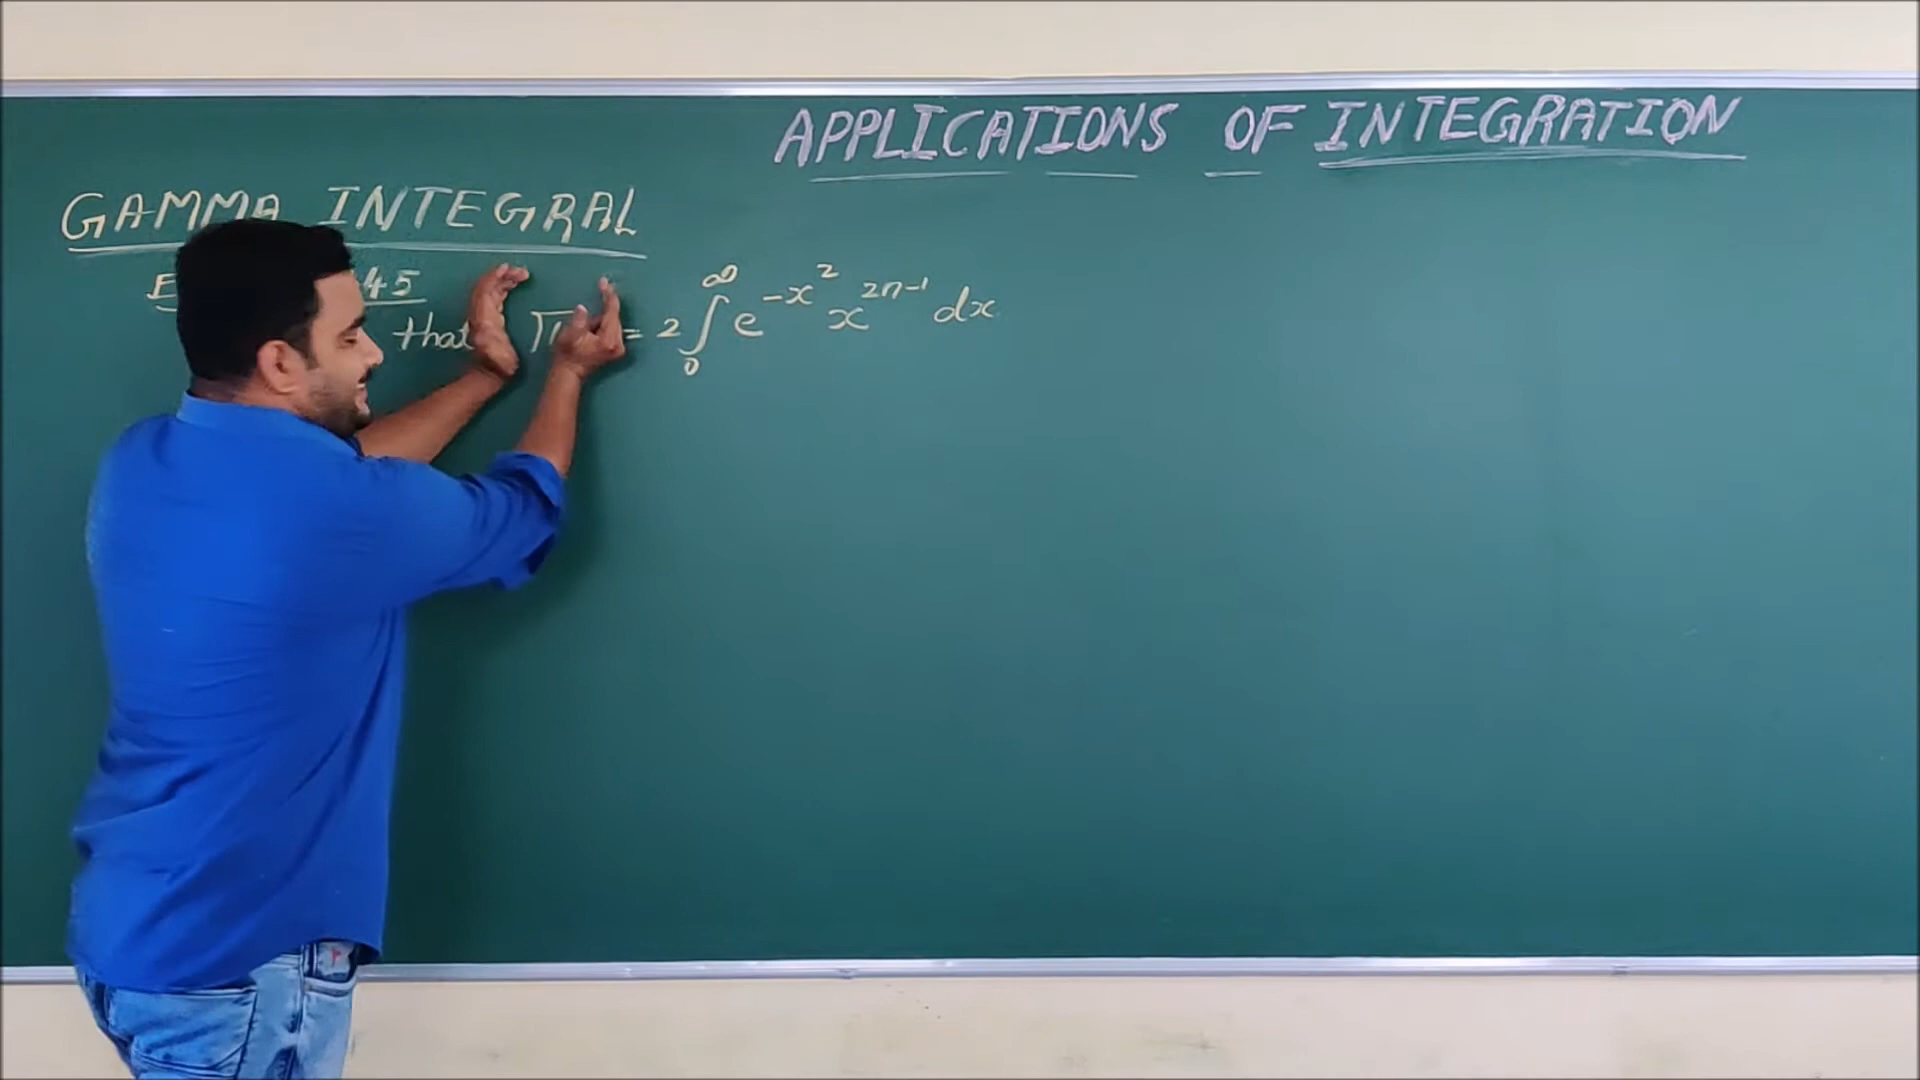 APPLICATIONS OF INTEGRATION
GAMMA INTEGRAL
45
that = 2 ∫₀^∞ e^{-x²} x^{2n-1} dx